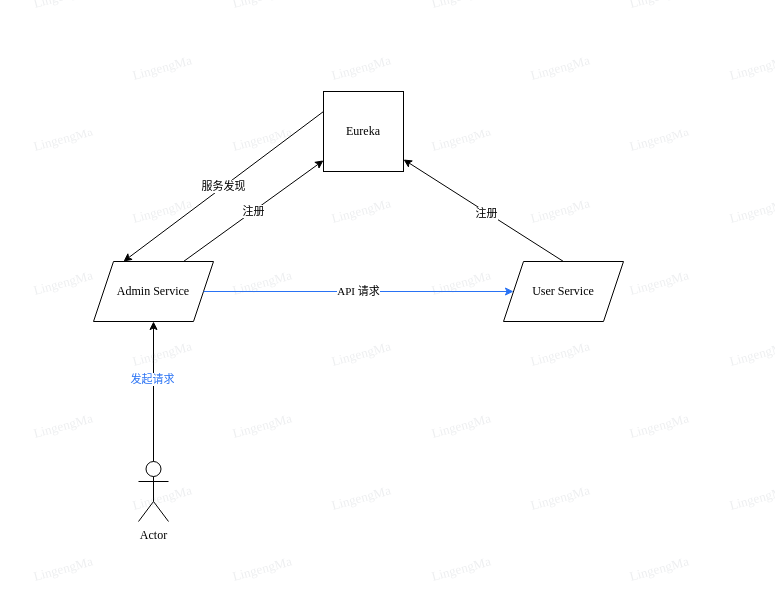 Eureka
服务发现
注册
注册
Admin Service
API 请求
User Service
发起请求
Actor
LingengMa